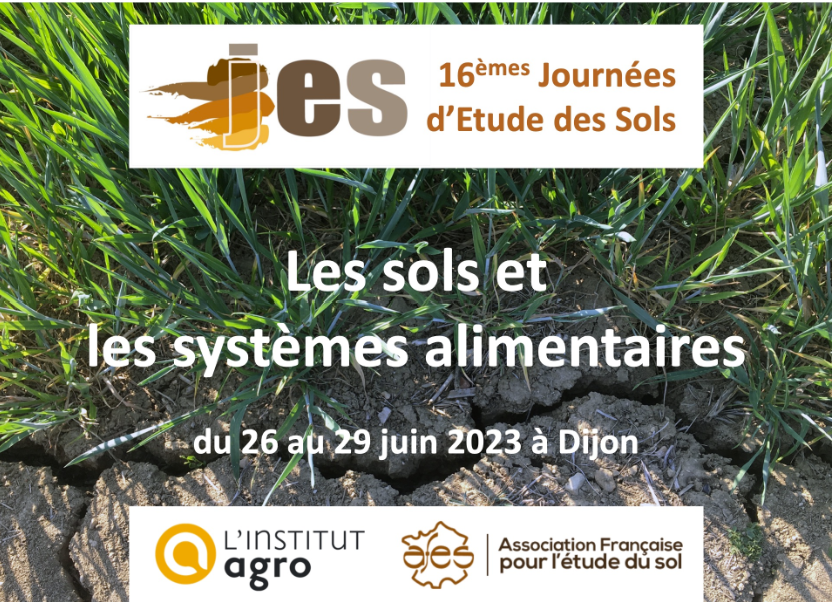 jes
16èmes Journées
d'Etude des Sols
Les sols et
les systèmes alimentaires
du 26 au 29 juin 2023 à Dijon
L'INSTITUT
agro
afes
Association Française
pour l'étude du sol